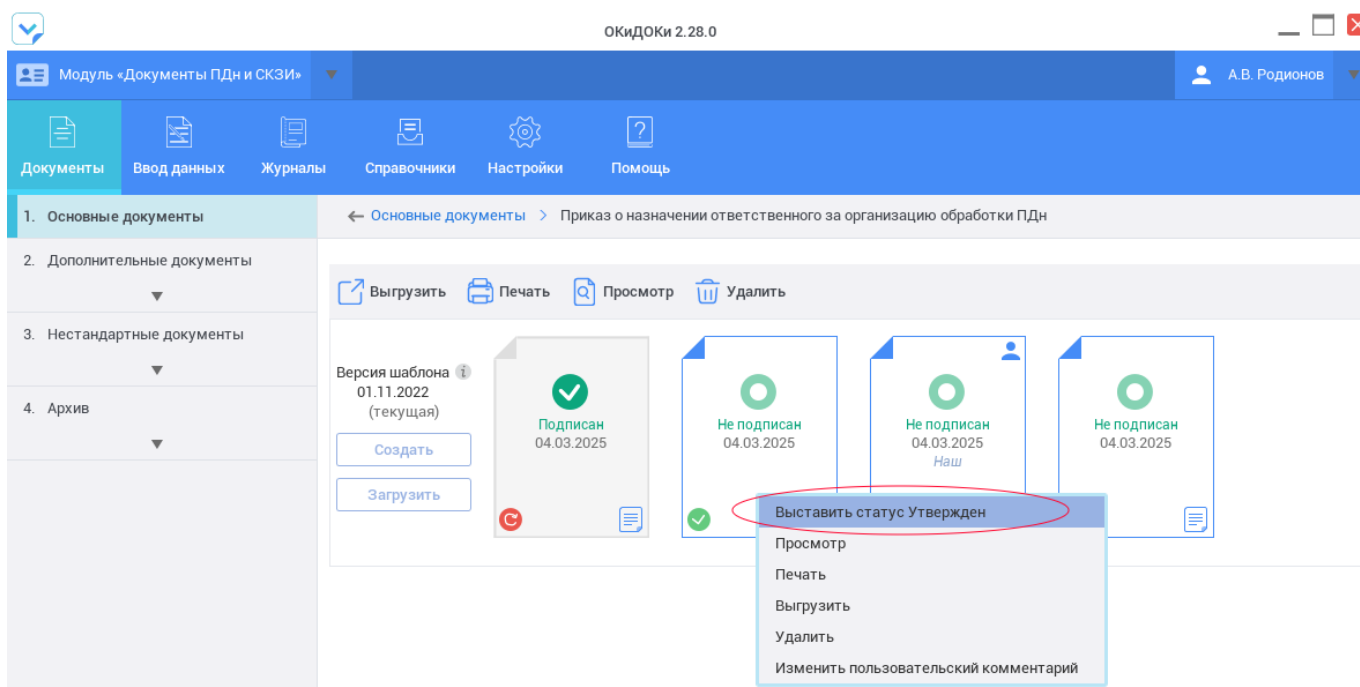 ОКиДОКи 2.28.0
Модуль «Документы ПДн и СКЗИ»
А.В. Родионов
Документы
Ввод данных
Журналы
Справочники
Настройки
Помощь
1. Основные документы
2. Дополнительные документы
3. Нестандартные документы
4. Архив
← Основные документы > Приказ о назначении ответственного за организацию обработки ПДн
Выгрузить
Печать
Просмотр
Удалить
Версия шаблона i
01.11.2022
(текущая)
Создать
Загрузить
Подписан
04.03.2025
Не подписан
04.03.2025
Не подписан
04.03.2025
Наш
Не подписан
04.03.2025
Выставить статус Утвержден
Просмотр
Печать
Выгрузить
Удалить
Изменить пользовательский комментарий